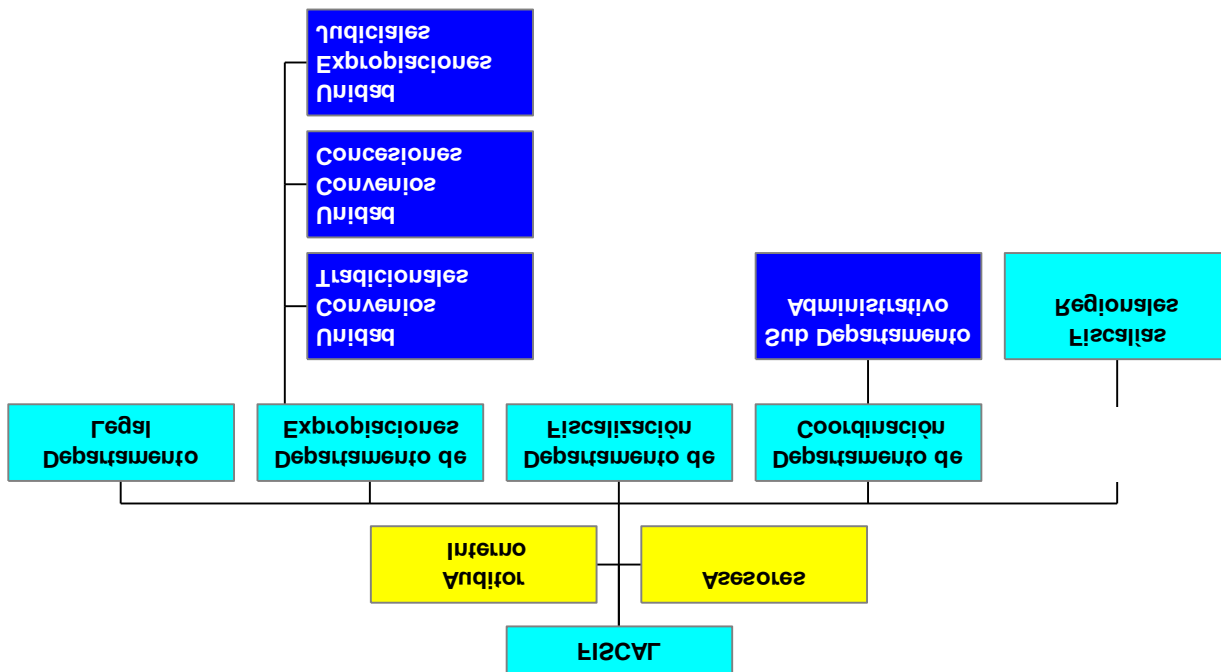 FISCAL
Auditor
Interno
Asesores
Departamento
Legal
Departamento de
Expropiaciones
Departamento de
Fiscalización
Departamento de
Coordinación
Unidad
Convenios
Tradicionales
Unidad
Convenios
Concesiones
Unidad
Expropiaciones
Judiciales
Sub Departamento
Administrativo
Fiscalías
Regionales